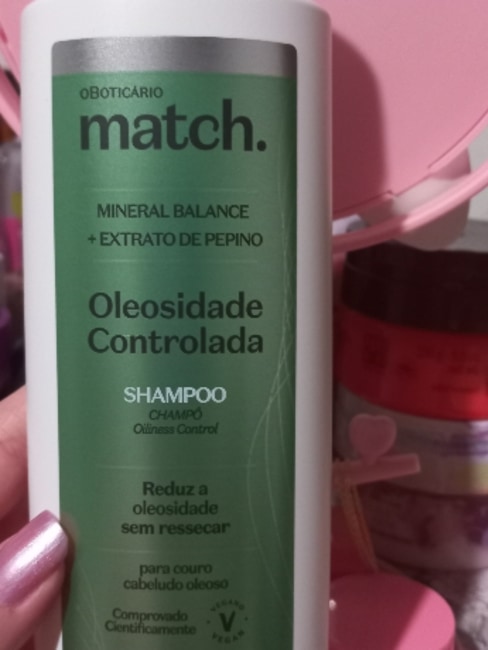 oBOTICÁRIO
match.
MINERAL BALANCE
+ EXTRATO DE PEPINO
Oleosidade
Controlada
SHAMPOO
CHAMPÔ
Oiliness Control
Reduz a
oleosidade
sem ressecar
para couro
cabeludo oleoso
Comprovado
Cientificamente
VEGANO
V
VEGAN